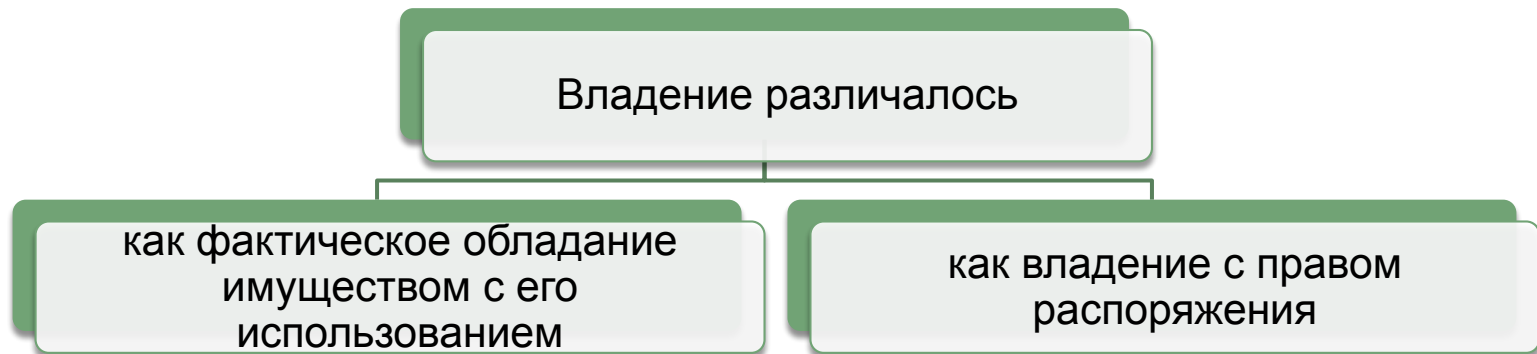 Владение различалось
как фактическое обладание
имуществом с его
использованием
как владение с правом
распоряжения